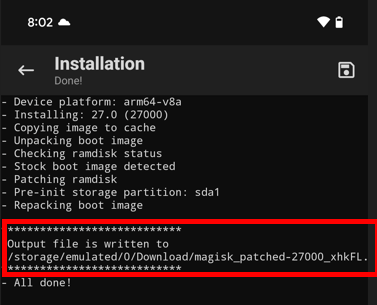 8:02
Installation
Done!
- Device platform: arm64-v8a
- Installing: 27.0 (27000)
- Copying image to cache
- Unpacking boot image
- Checking ramdisk status
- Stock boot image detected
- Patching ramdisk
- Pre-init storage partition: sda1
- Repacking boot image
****************************
Output file is written to
/storage/emulated/0/Download/magisk_patched-27000_xhkFL.
****************************
- All done!